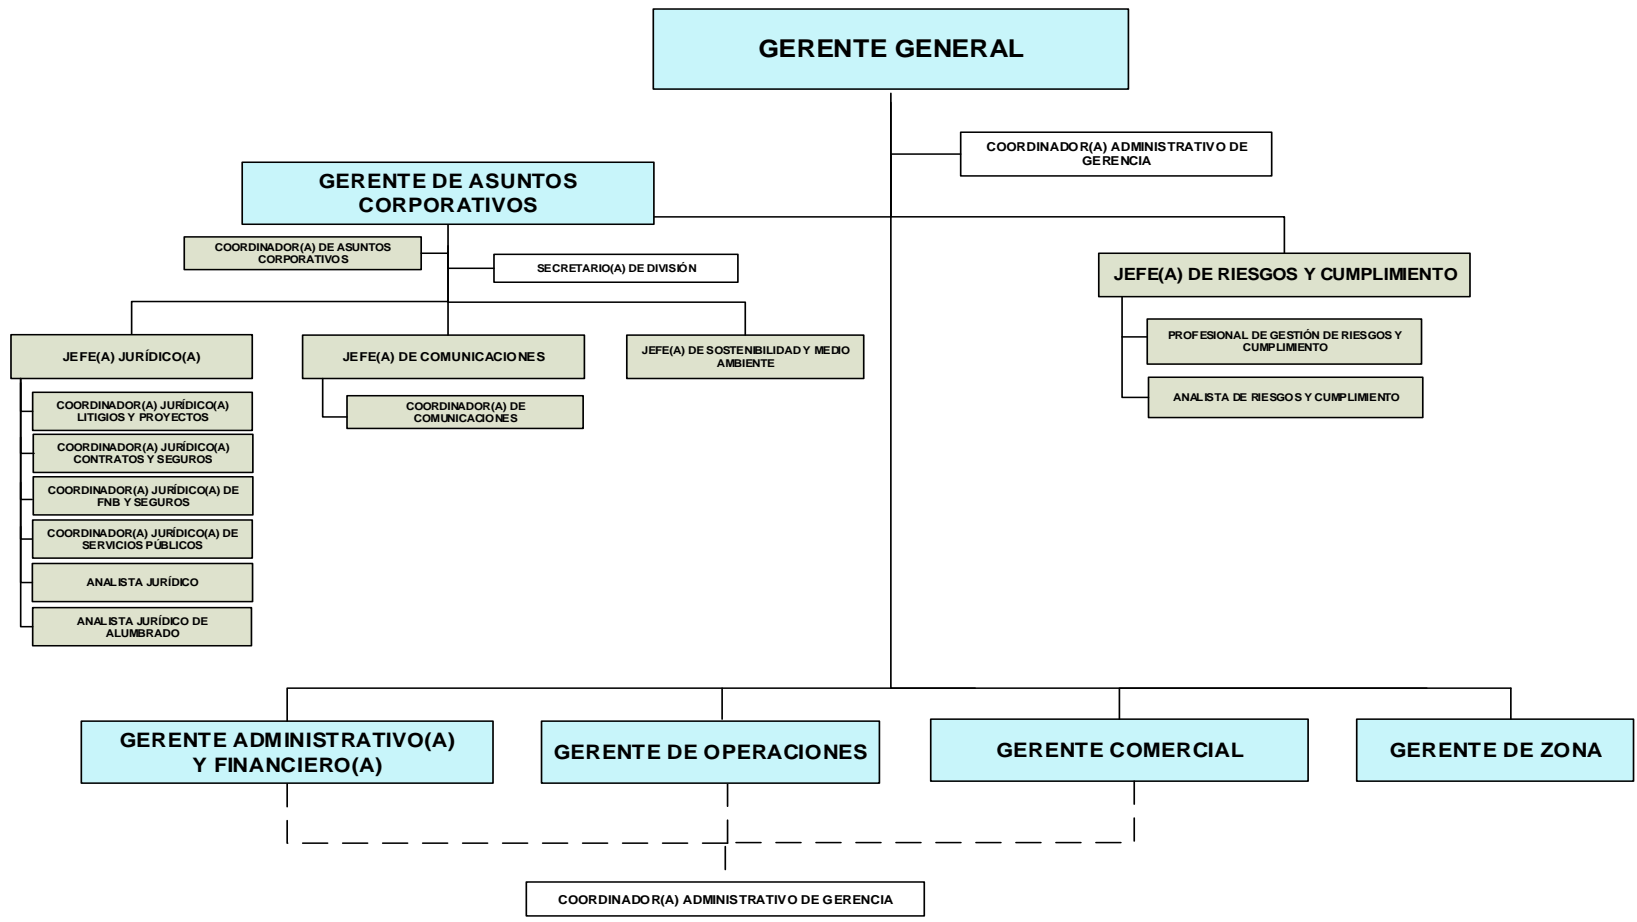 GERENTE GENERAL
COORDINADOR(A) ADMINISTRATIVO DE
GERENCIA
GERENTE DE ASUNTOS
CORPORATIVOS
COORDINADOR(A) DE ASUNTOS
CORPORATIVOS
SECRETARIO(A) DE DIVISIÓN
JEFE(A) DE RIESGOS Y CUMPLIMIENTO
PROFESIONAL DE GESTIÓN DE RIESGOS Y
CUMPLIMIENTO
ANALISTA DE RIESGOS Y CUMPLIMIENTO
JEFE(A) JURÍDICO(A)
COORDINADOR(A) JURÍDICO(A)
LITIGIOS Y PROYECTOS
COORDINADOR(A) JURÍDICO(A)
CONTRATOS Y SEGUROS
COORDINADOR(A) JURÍDICO(A) DE
FNB Y SEGUROS
COORDINADOR(A) JURÍDICO(A) DE
SERVICIOS PÚBLICOS
ANALISTA JURÍDICO
ANALISTA JURÍDICO DE
ALUMBRADO
JEFE(A) DE COMUNICACIONES
COORDINADOR(A) DE
COMUNICACIONES
JEFE(A) DE SOSTENIBILIDAD Y MEDIO
AMBIENTE
GERENTE ADMINISTRATIVO(A)
Y FINANCIERO(A)
GERENTE DE OPERACIONES
GERENTE COMERCIAL
GERENTE DE ZONA
COORDINADOR(A) ADMINISTRATIVO DE GERENCIA